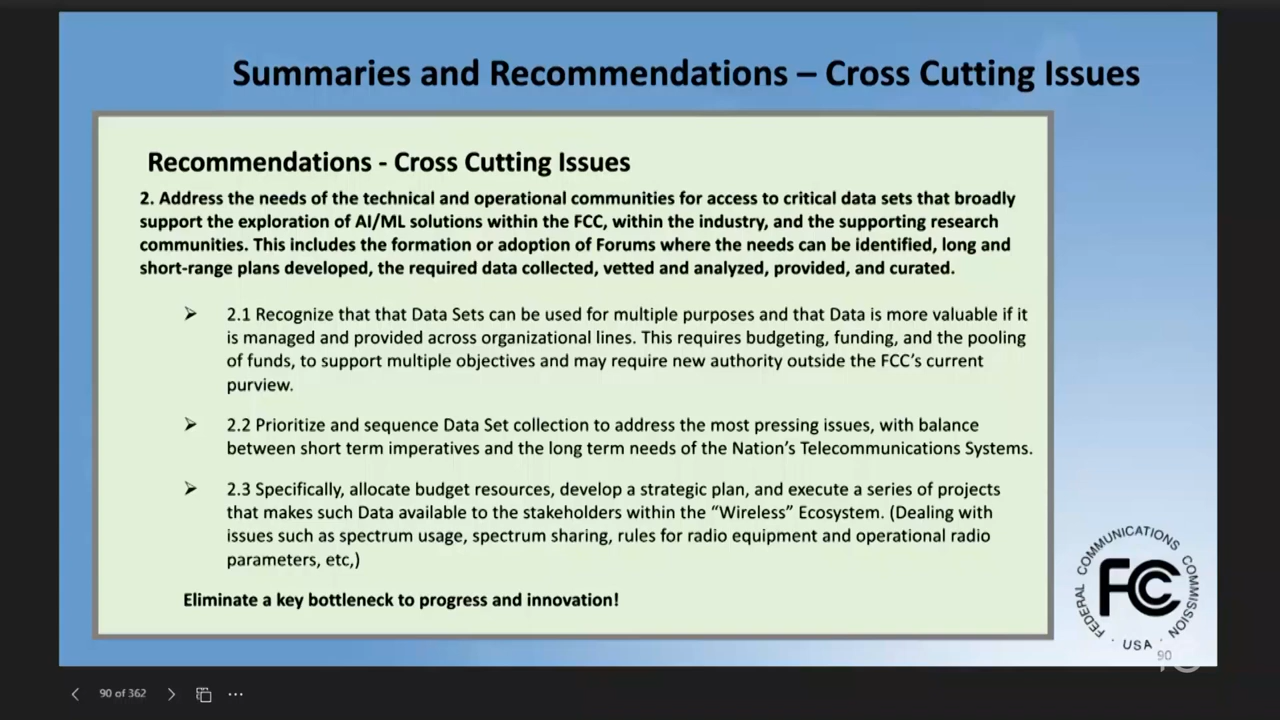 Summaries and Recommendations – Cross Cutting Issues
Recommendations - Cross Cutting Issues
2. Address the needs of the technical and operational communities for access to critical data sets that broadly
support the exploration of AI/ML solutions within the FCC, within the industry, and the supporting research
communities. This includes the formation or adoption of Forums where the needs can be identified, long and
short-range plans developed, the required data collected, vetted and analyzed, provided, and curated.
➢ 2.1 Recognize that that Data Sets can be used for multiple purposes and that Data is more valuable if it
is managed and provided across organizational lines. This requires budgeting, funding, and the pooling
of funds, to support multiple objectives and may require new authority outside the FCC’s current
purview.
➢ 2.2 Prioritize and sequence Data Set collection to address the most pressing issues, with balance
between short term imperatives and the long term needs of the Nation’s Telecommunications Systems.
➢ 2.3 Specifically, allocate budget resources, develop a strategic plan, and execute a series of projects
that makes such Data available to the stakeholders within the “Wireless” Ecosystem. (Dealing with
issues such as spectrum usage, spectrum sharing, rules for radio equipment and operational radio
parameters, etc,)
Eliminate a key bottleneck to progress and innovation!
FEDERAL COMMUNICATIONS COMMISSION
FCC
· USA ·
90
90 of 362